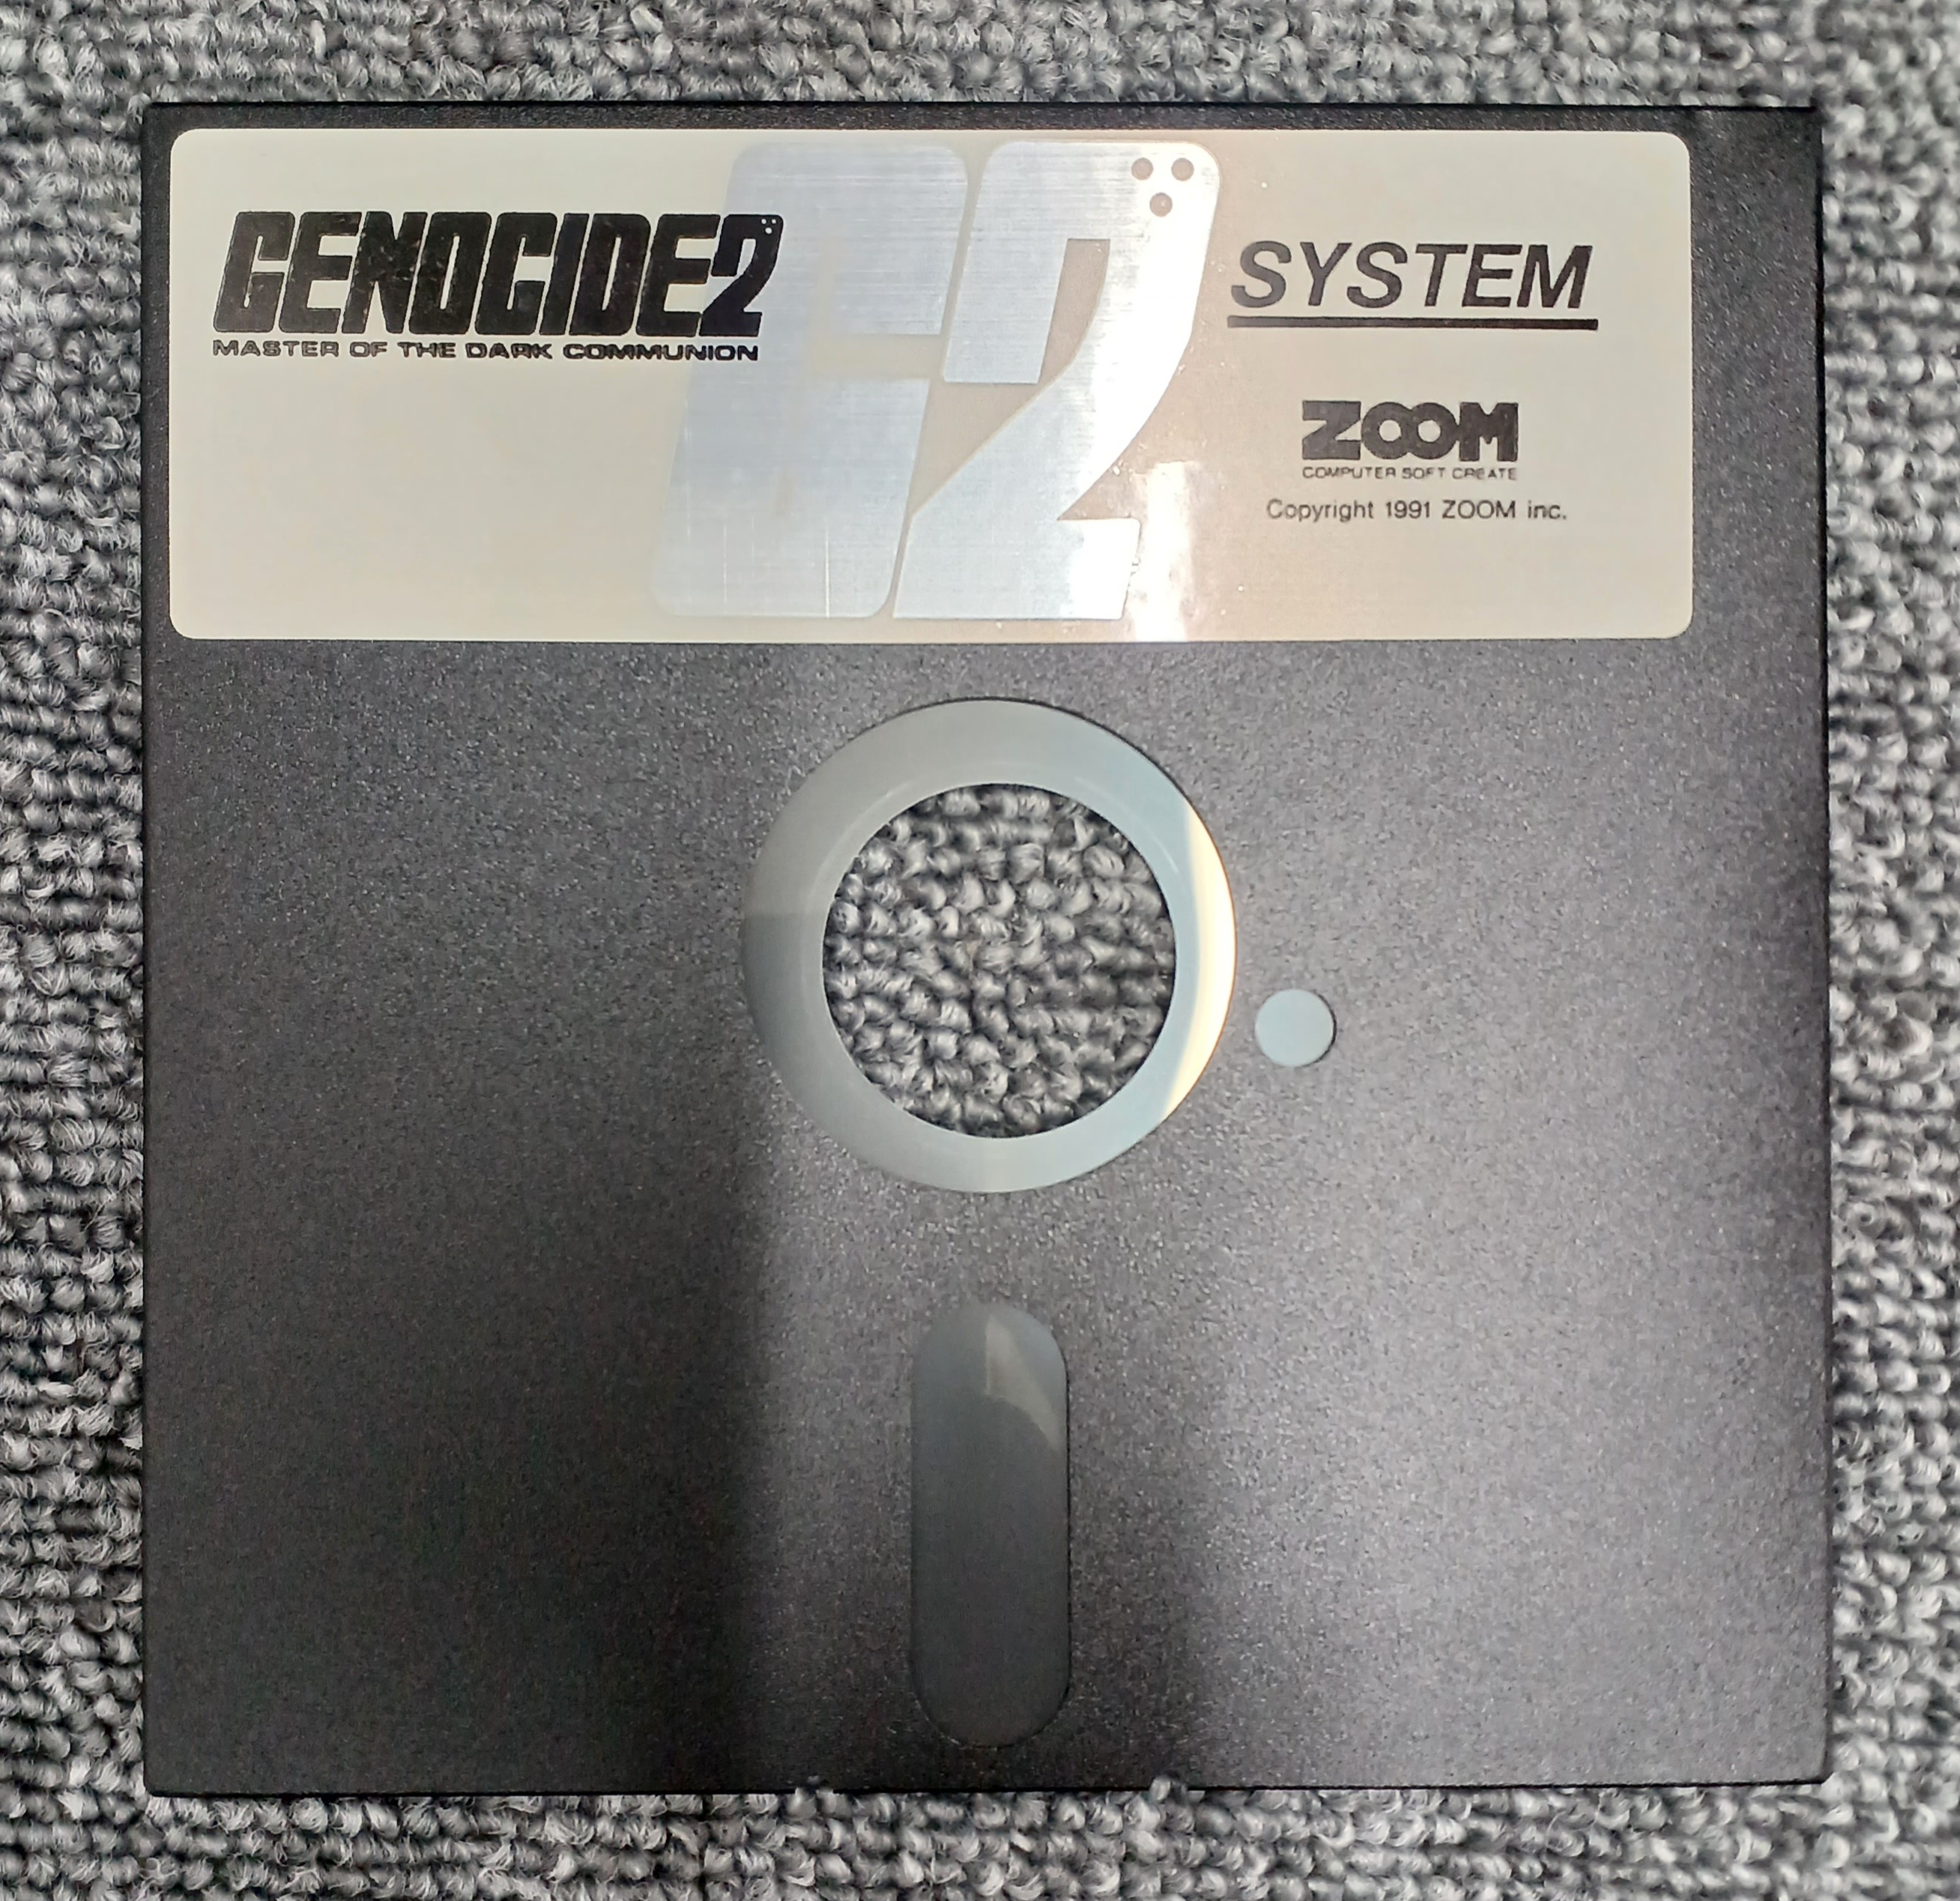 GENOCIDE2
MASTER OF THE DARK COMMUNION
G2
SYSTEM
ZOOM
COMPUTER SOFT CREATE
Copyright 1991 ZOOM inc.